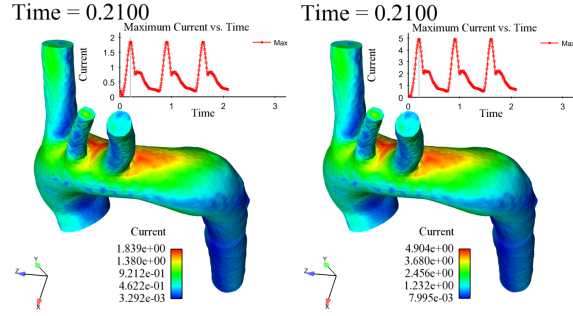 Time = 0.2100
Maximum Current vs. Time
Current
2
1.5
1
0.5
0
0 1 2 3
Time
Max
Current
1.839e+00
1.380e+00
9.212e-01
4.622e-01
3.292e-03
Y
Z
X
Time = 0.2100
Maximum Current vs. Time
Current
5
4
3
2
1
0
0 1 2 3
Time
Max
Current
4.904e+00
3.680e+00
2.456e+00
1.232e+00
7.995e-03
Y
Z
X